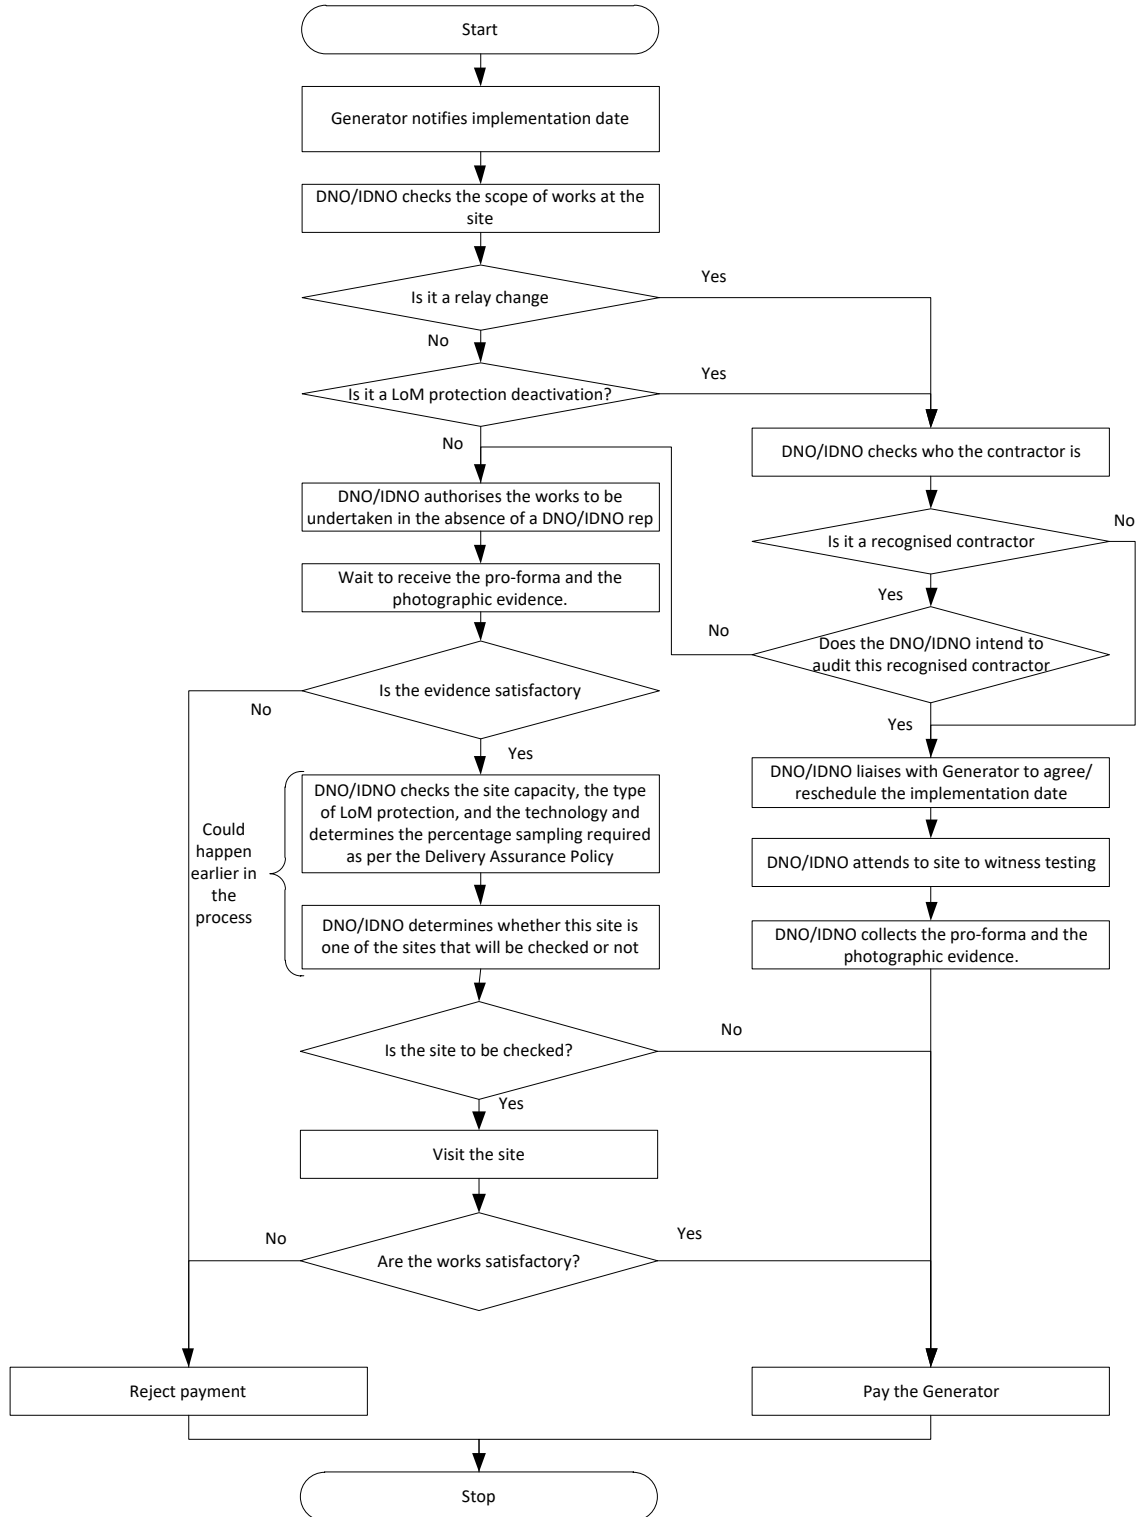 Start
Generator notifies implementation date
DNO/IDNO checks the scope of works at the
site
Is it a relay change
Yes
No
Is it a LoM protection deactivation?
Yes
No
DNO/IDNO checks who the contractor is
DNO/IDNO authorises the works to be
undertaken in the absence of a DNO/IDNO rep
Is it a recognised contractor
No
Yes
Wait to receive the pro-forma and the
photographic evidence.
Does the DNO/IDNO intend to
audit this recognised contractor
No
Yes
Is the evidence satisfactory
No
Yes
DNO/IDNO liaises with Generator to agree/
reschedule the implementation date
DNO/IDNO checks the site capacity, the type
of LoM protection, and the technology and
determines the percentage sampling required
as per the Delivery Assurance Policy
Could
happen
earlier in
the
process
DNO/IDNO attends to site to witness testing
DNO/IDNO determines whether this site is
one of the sites that will be checked or not
DNO/IDNO collects the pro-forma and the
photographic evidence.
Is the site to be checked?
No
Yes
Visit the site
Are the works satisfactory?
No
Yes
Reject payment
Pay the Generator
Stop